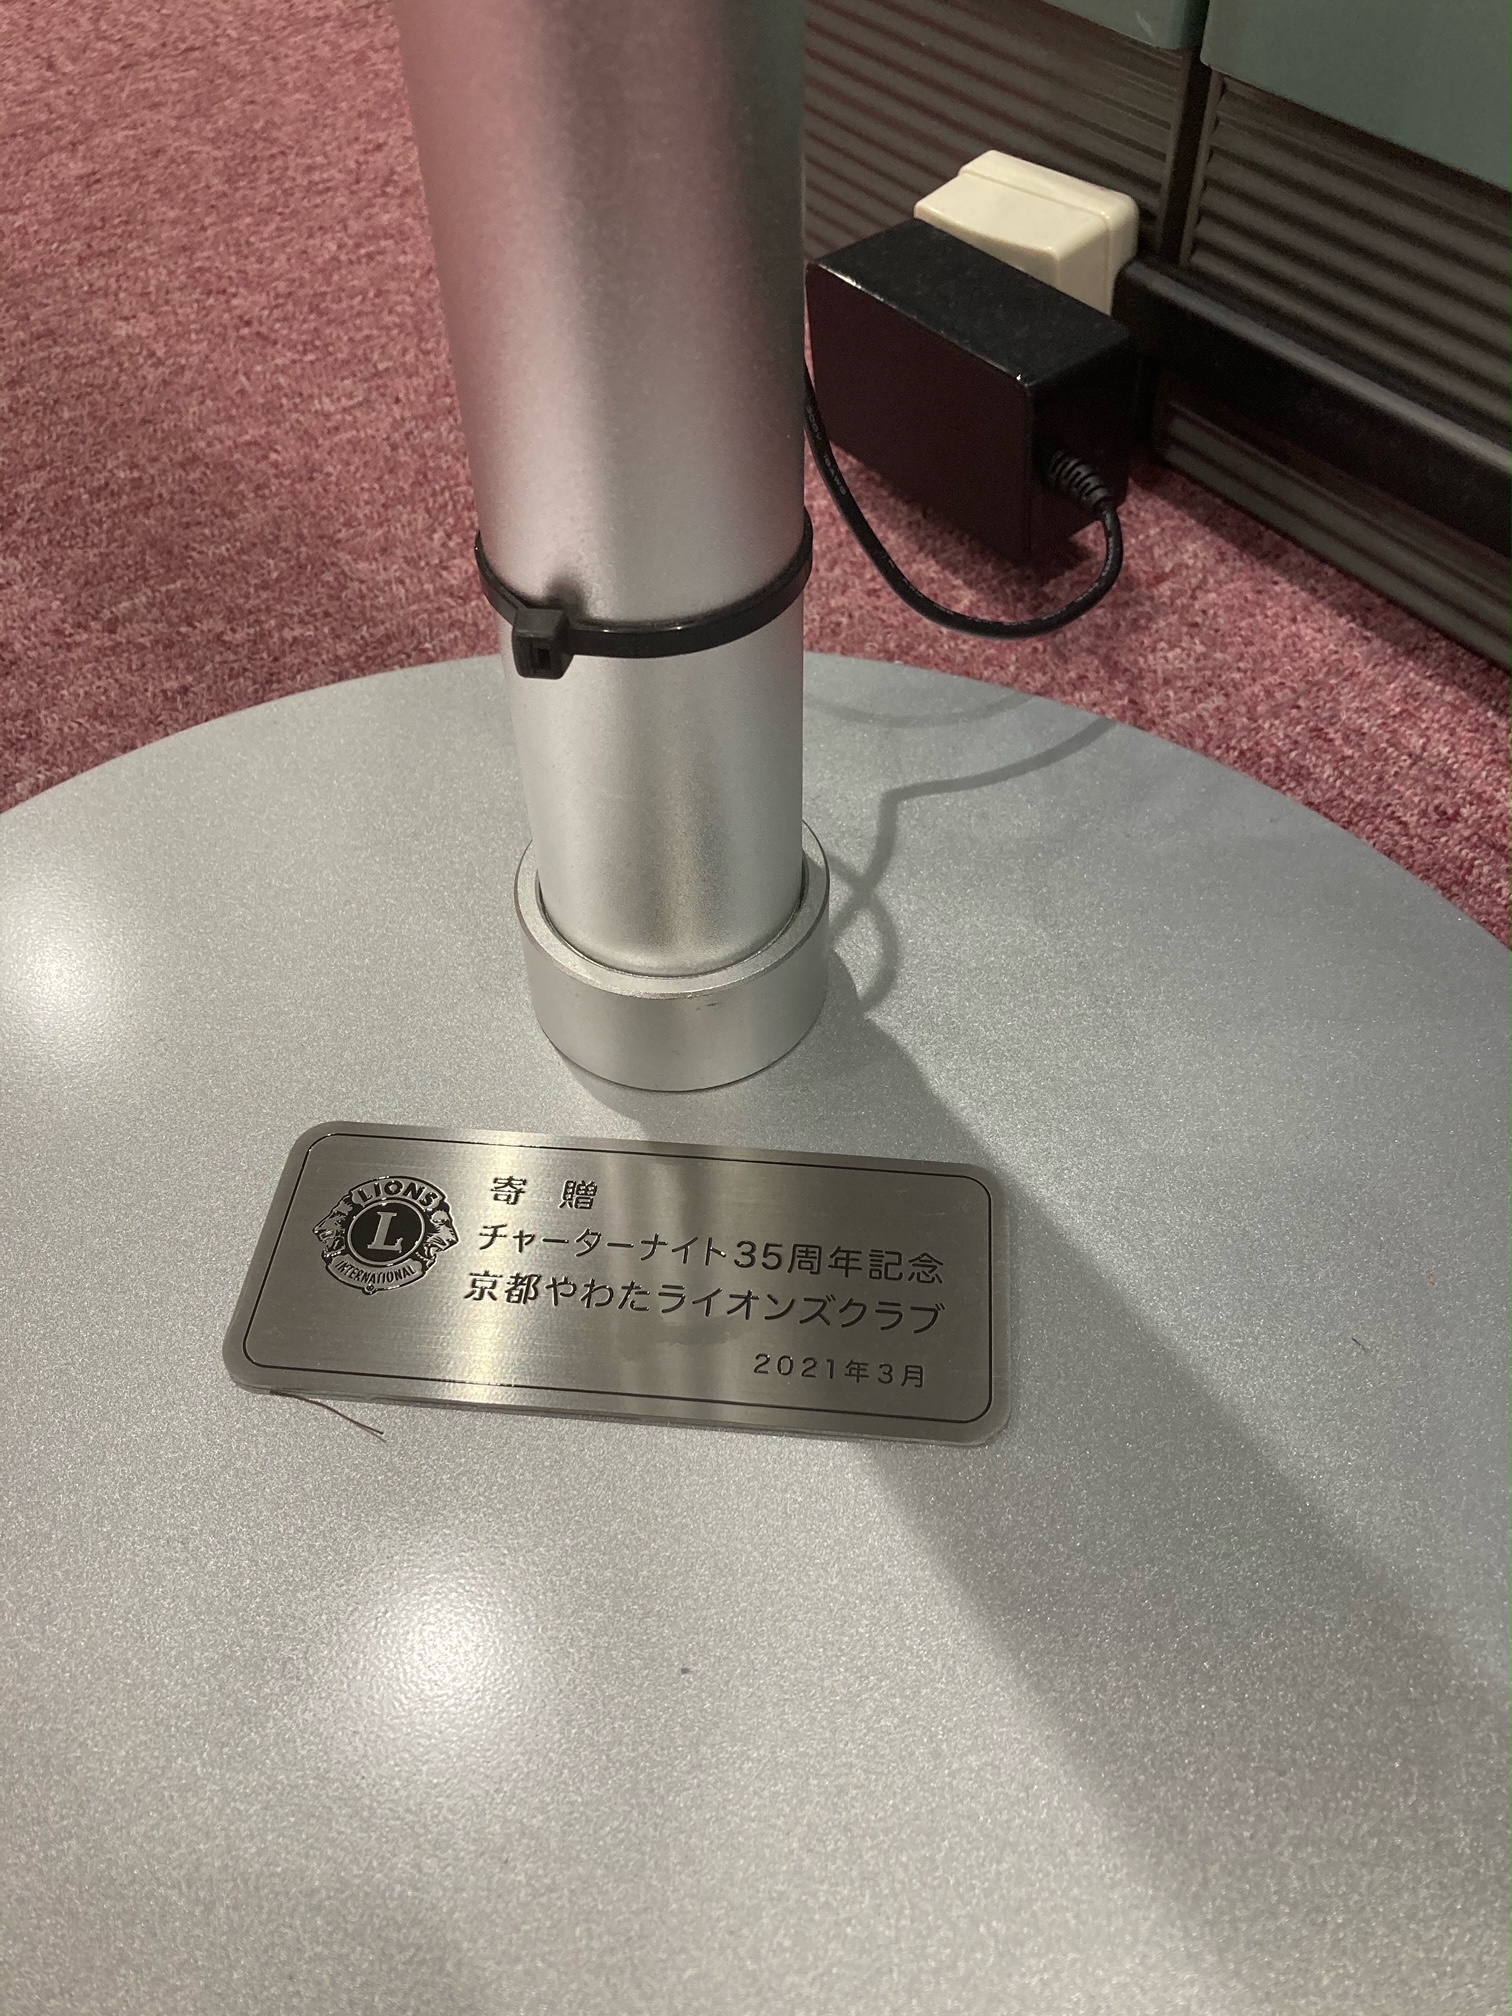 LIONS
L
INTERNATIONAL
寄 贈
チャーターナイト35周年記念
京都やわたライオンズクラブ
2021年3月